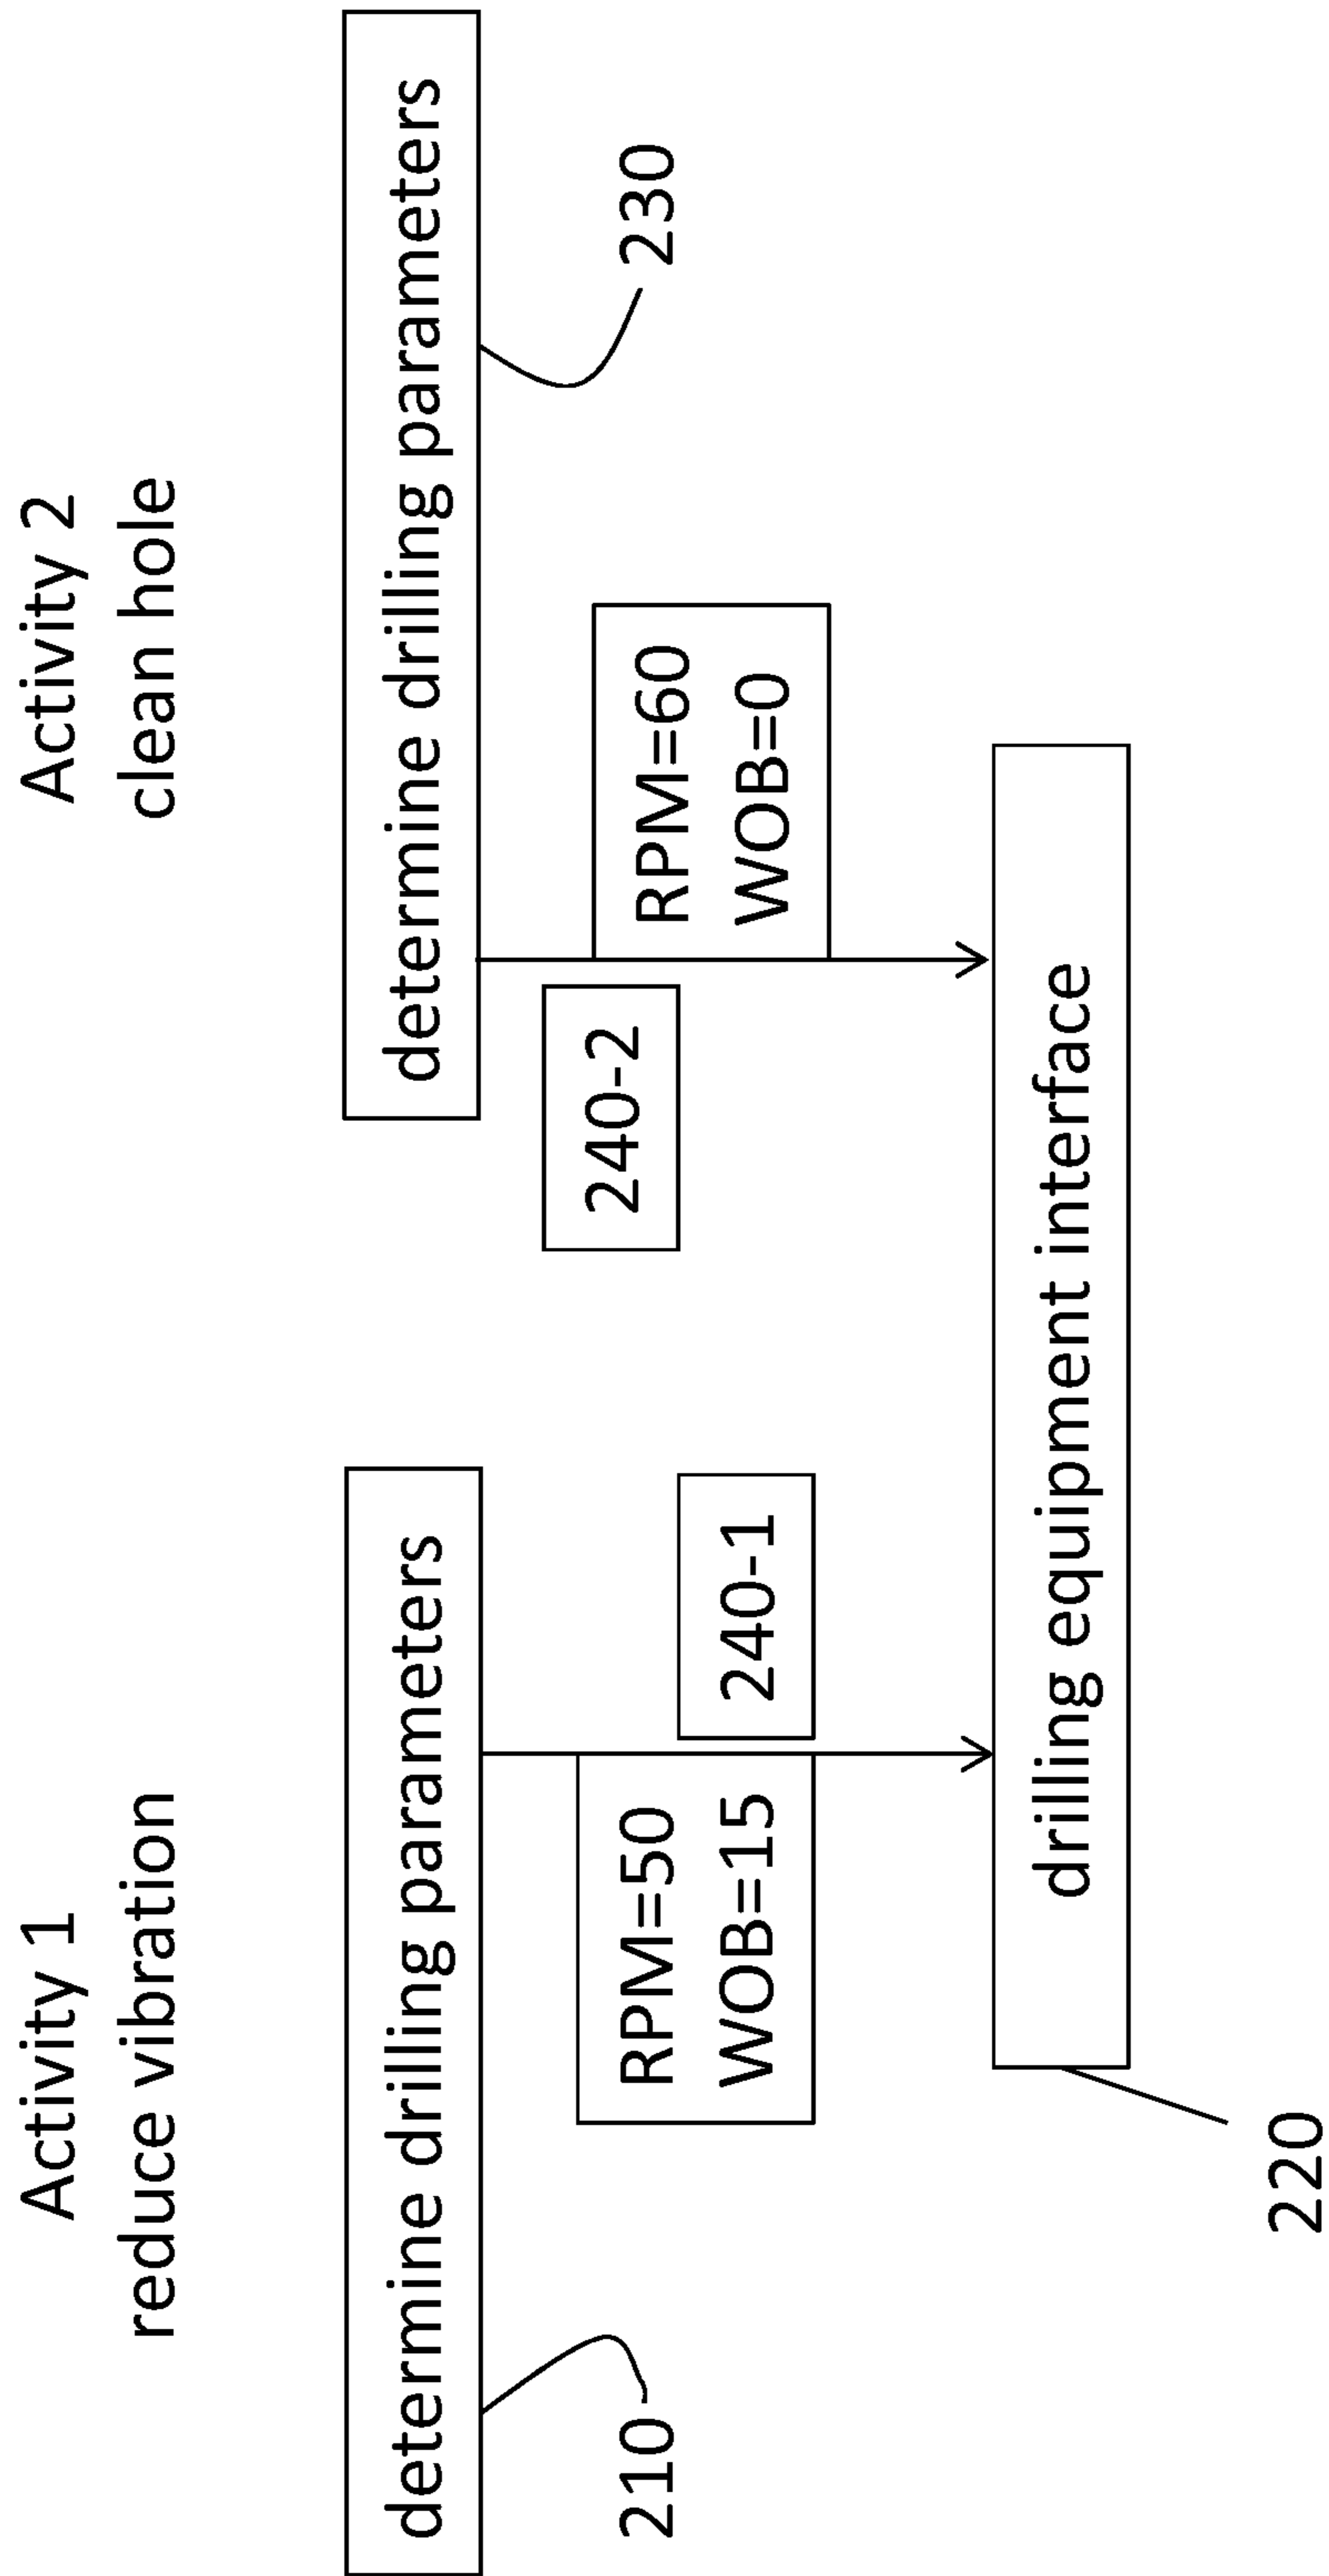 Activity 1
reduce vibration
Activity 2
clean hole
determine drilling parameters
determine drilling parameters
210
230
RPM=50
WOB=15
240-1
240-2
RPM=60
WOB=0
drilling equipment interface
220